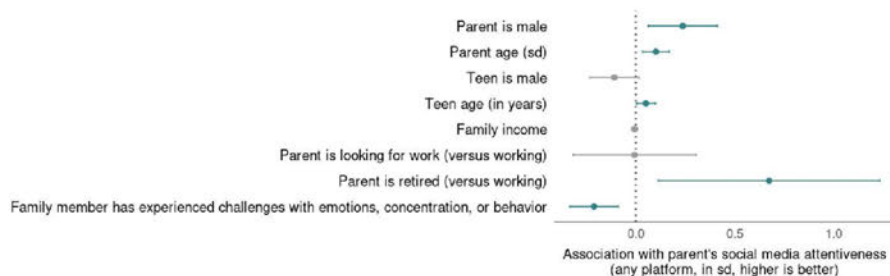 Parent is male
Parent age (sd)
Teen is male
Teen age (in years)
Family income
Parent is looking for work (versus working)
Parent is retired (versus working)
Family member has experienced challenges with emotions, concentration, or behavior
0.0 0.5 1.0
Association with parent's social media attentiveness
(any platform, in sd, higher is better)